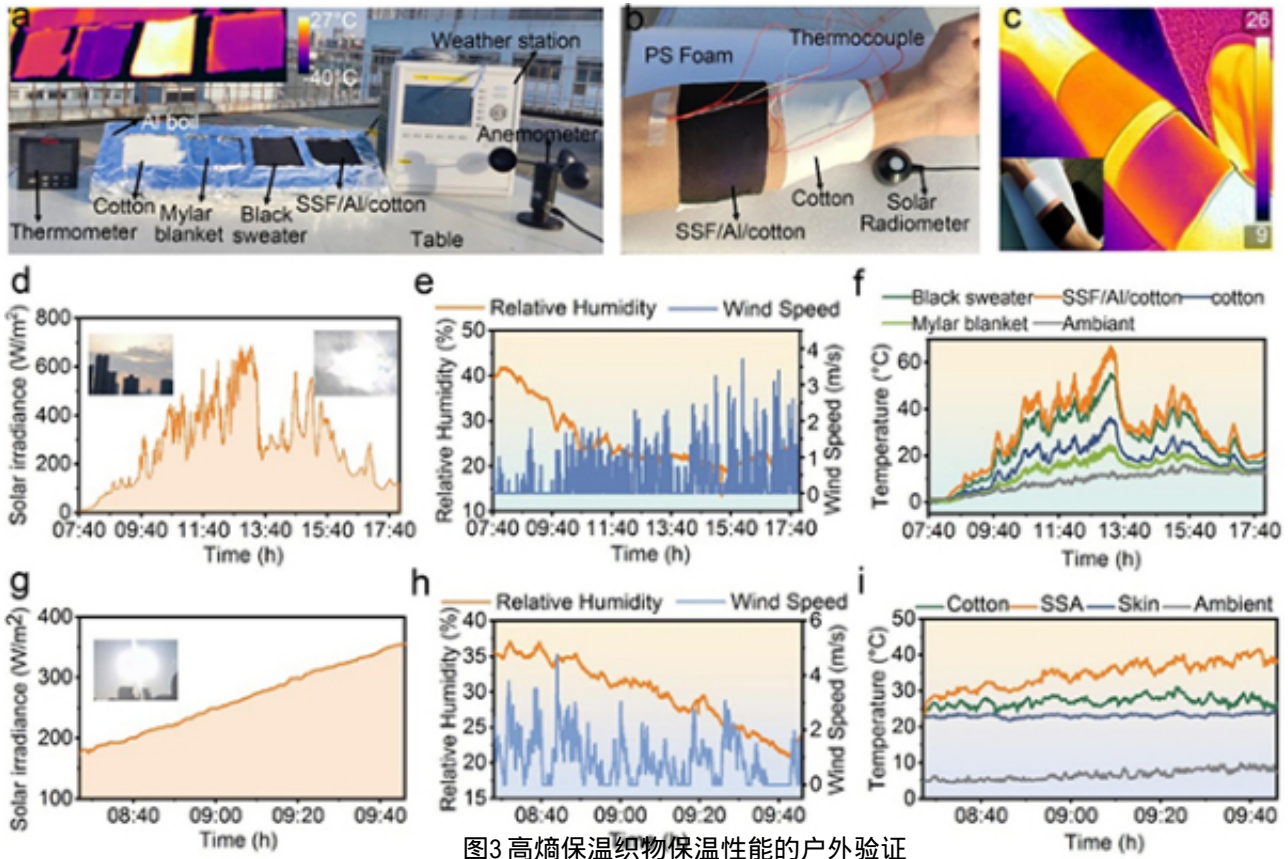 a
27°C
-40°C
Weather station
Al boil
Anemometer
Cotton
Mylar
blanket
Black
sweater
SSF/Al/cotton
Thermometer
Table
b
Thermocouple
PS Foam
Cotton
Solar
Radiometer
SSF/Al/cotton
c
26
9
d
Solar irradiance (W/m²)
800
600
400
200
0
07:40 09:40 11:40 13:40 15:40 17:40
Time (h)
e
Relative Humidity Wind Speed
Relative Humidity (%)
50
40
30
20
10
4
3
2
1
0
Wind Speed (m/s)
07:40 09:40 11:40 13:40 15:40 17:40
Time (h)
f
Black sweater SSF/Al/cotton cotton
Mylar blanket Ambiant
Temperature (°C)
60
40
20
0
07:40 09:40 11:40 13:40 15:40 17:40
Time (h)
g
Solar irradiance (W/m²)
400
300
200
100
08:40 09:00 09:20 09:40
Time (h)
h
Relative Humidity Wind Speed
Relative Humidity (%)
40
35
30
25
20
15
6
4
2
0
Wind Speed (m/s)
08:40 09:00 09:20 09:40
Time (h)
i
Cotton SSA Skin Ambient
Temperature (°C)
50
40
30
20
10
0
08:40 09:00 09:20 09:40
Time (h)
图3 高熵保温织物保温性能的户外验证